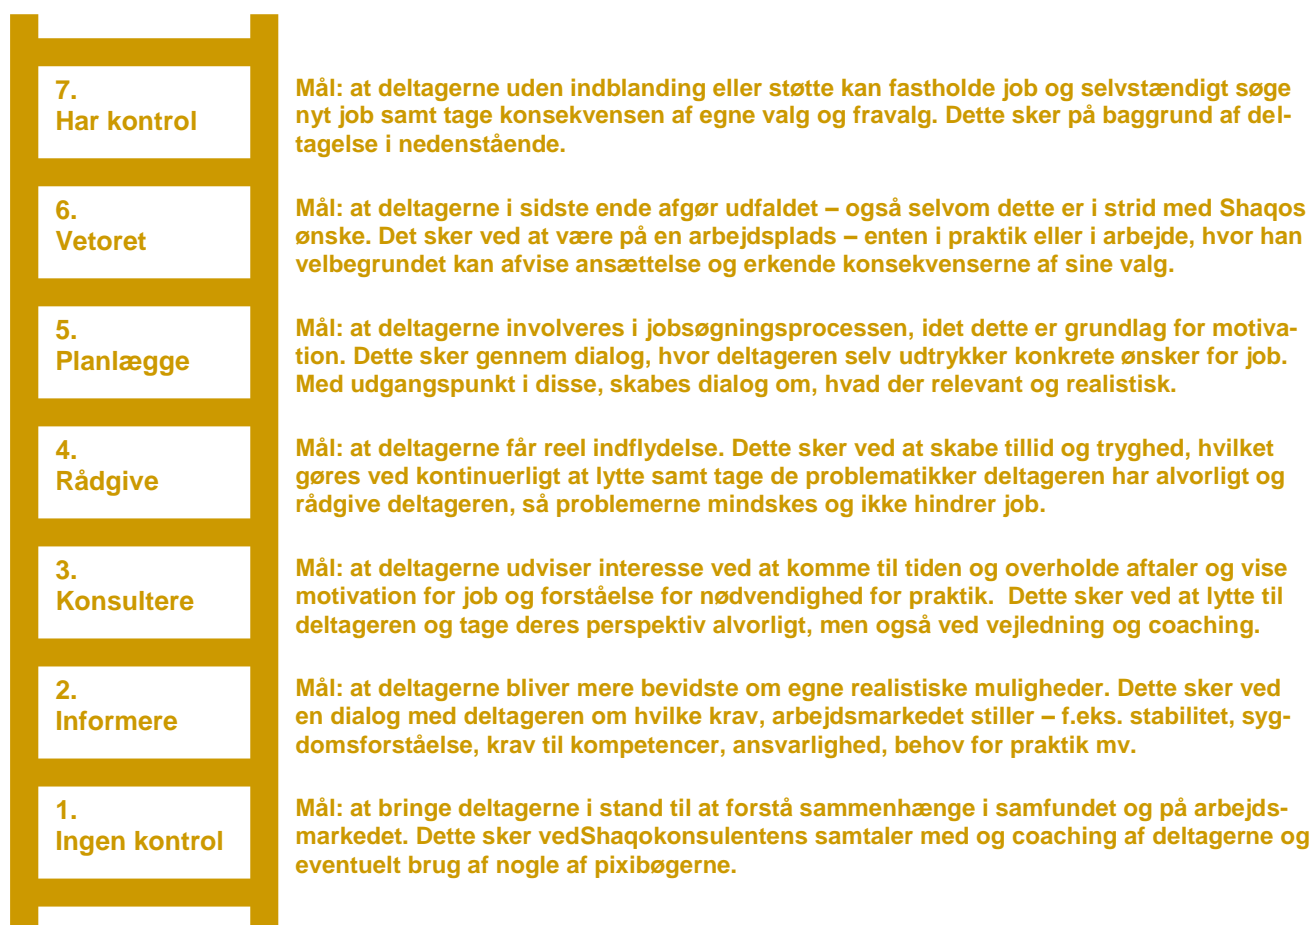 7.
Har kontrol
Mål: at deltagerne uden indblanding eller støtte kan fastholde job og selvstændigt søge
nyt job samt tage konsekvensen af egne valg og fravalg. Dette sker på baggrund af del-
tagelse i nedenstående.
6.
Vetoret
Mål: at deltagerne i sidste ende afgør udfaldet – også selvom dette er i strid med Shaqos
ønske. Det sker ved at være på en arbejdsplads – enten i praktik eller i arbejde, hvor han
velbegrundet kan afvise ansættelse og erkende konsekvenserne af sine valg.
5.
Planlægge
Mål: at deltagerne involveres i jobsøgningsprocessen, idet dette er grundlag for motiva-
tion. Dette sker gennem dialog, hvor deltageren selv udtrykker konkrete ønsker for job.
Med udgangspunkt i disse, skabes dialog om, hvad der relevant og realistisk.
4.
Rådgive
Mål: at deltagerne får reel indflydelse. Dette sker ved at skabe tillid og tryghed, hvilket
gøres ved kontinuerligt at lytte samt tage de problematikker deltageren har alvorligt og
rådgive deltageren, så problemerne mindskes og ikke hindrer job.
3.
Konsultere
Mål: at deltagerne udviser interesse ved at komme til tiden og overholde aftaler og vise
motivation for job og forståelse for nødvendighed for praktik.  Dette sker ved at lytte til
deltageren og tage deres perspektiv alvorligt, men også ved vejledning og coaching.
2.
Informere
Mål: at deltagerne bliver mere bevidste om egne realistiske muligheder. Dette sker ved
en dialog med deltageren om hvilke krav, arbejdsmarkedet stiller – f.eks. stabilitet, syg-
domsforståelse, krav til kompetencer, ansvarlighed, behov for praktik mv.
1.
Ingen kontrol
Mål: at bringe deltagerne i stand til at forstå sammenhænge i samfundet og på arbejds-
markedet. Dette sker vedShaqokonsulentens samtaler med og coaching af deltagerne og
eventuelt brug af nogle af pixibøgerne.